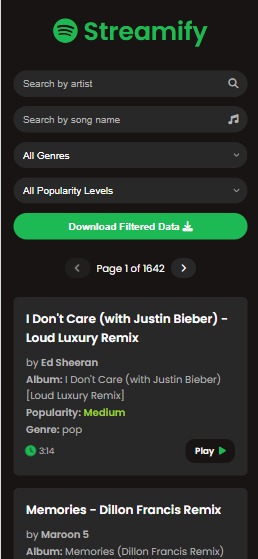 Streamify
Search by artist
Search by song name
All Genres
All Popularity Levels
Download Filtered Data
Page 1 of 1642
I Don't Care (with Justin Bieber) -
Loud Luxury Remix
by Ed Sheeran
Album: I Don't Care (with Justin Bieber)
[Loud Luxury Remix]
Popularity: Medium
Genre: pop
3:14
Play
Memories - Dillon Francis Remix
by Maroon 5
Album: Memories (Dillon Francis Remix)